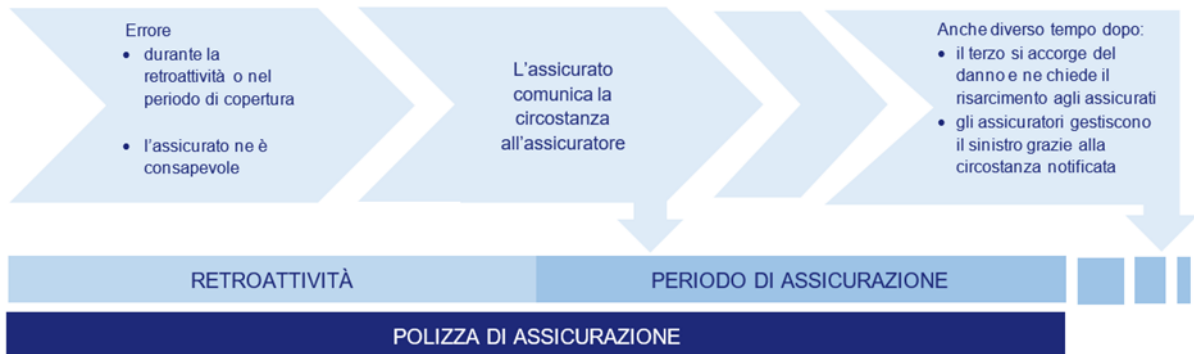 Errore
• durante la
retroattività o nel
periodo di copertura
• l'assicurato ne è
consapevole
L'assicurato
comunica la
circostanza
all'assicuratore
Anche diverso tempo dopo:
• il terzo si accorge del
danno e ne chiede il
risarcimento agli assicurati
• gli assicuratori gestiscono
il sinistro grazie alla
circostanza notificata
RETROATTIVITÀ
PERIODO DI ASSICURAZIONE
POLIZZA DI ASSICURAZIONE